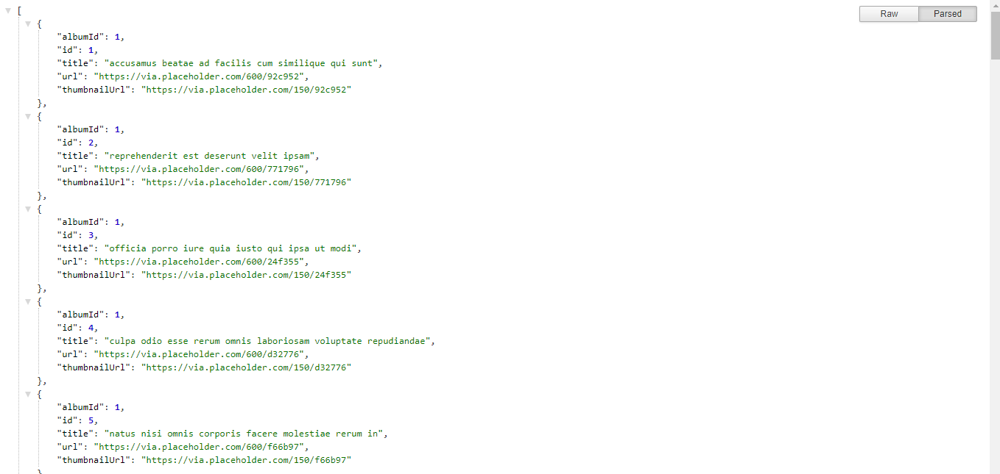 [
Raw Parsed
{
"albumId": 1,
"id": 1,
"title": "accusamus beatae ad facilis cum similique qui sunt",
"url": "https://via.placeholder.com/600/92c952",
"thumbnailUrl": "https://via.placeholder.com/150/92c952"
},
{
"albumId": 1,
"id": 2,
"title": "reprehenderit est deserunt velit ipsam",
"url": "https://via.placeholder.com/600/771796",
"thumbnailUrl": "https://via.placeholder.com/150/771796"
},
{
"albumId": 1,
"id": 3,
"title": "officia porro iure quia iusto qui ipsa ut modi",
"url": "https://via.placeholder.com/600/24f355",
"thumbnailUrl": "https://via.placeholder.com/150/24f355"
},
{
"albumId": 1,
"id": 4,
"title": "culpa odio esse rerum omnis laboriosam voluptate repudiandae",
"url": "https://via.placeholder.com/600/d32776",
"thumbnailUrl": "https://via.placeholder.com/150/d32776"
},
{
"albumId": 1,
"id": 5,
"title": "natus nisi omnis corporis facere molestiae rerum in",
"url": "https://via.placeholder.com/600/f66b97",
"thumbnailUrl": "https://via.placeholder.com/150/f66b97"
}